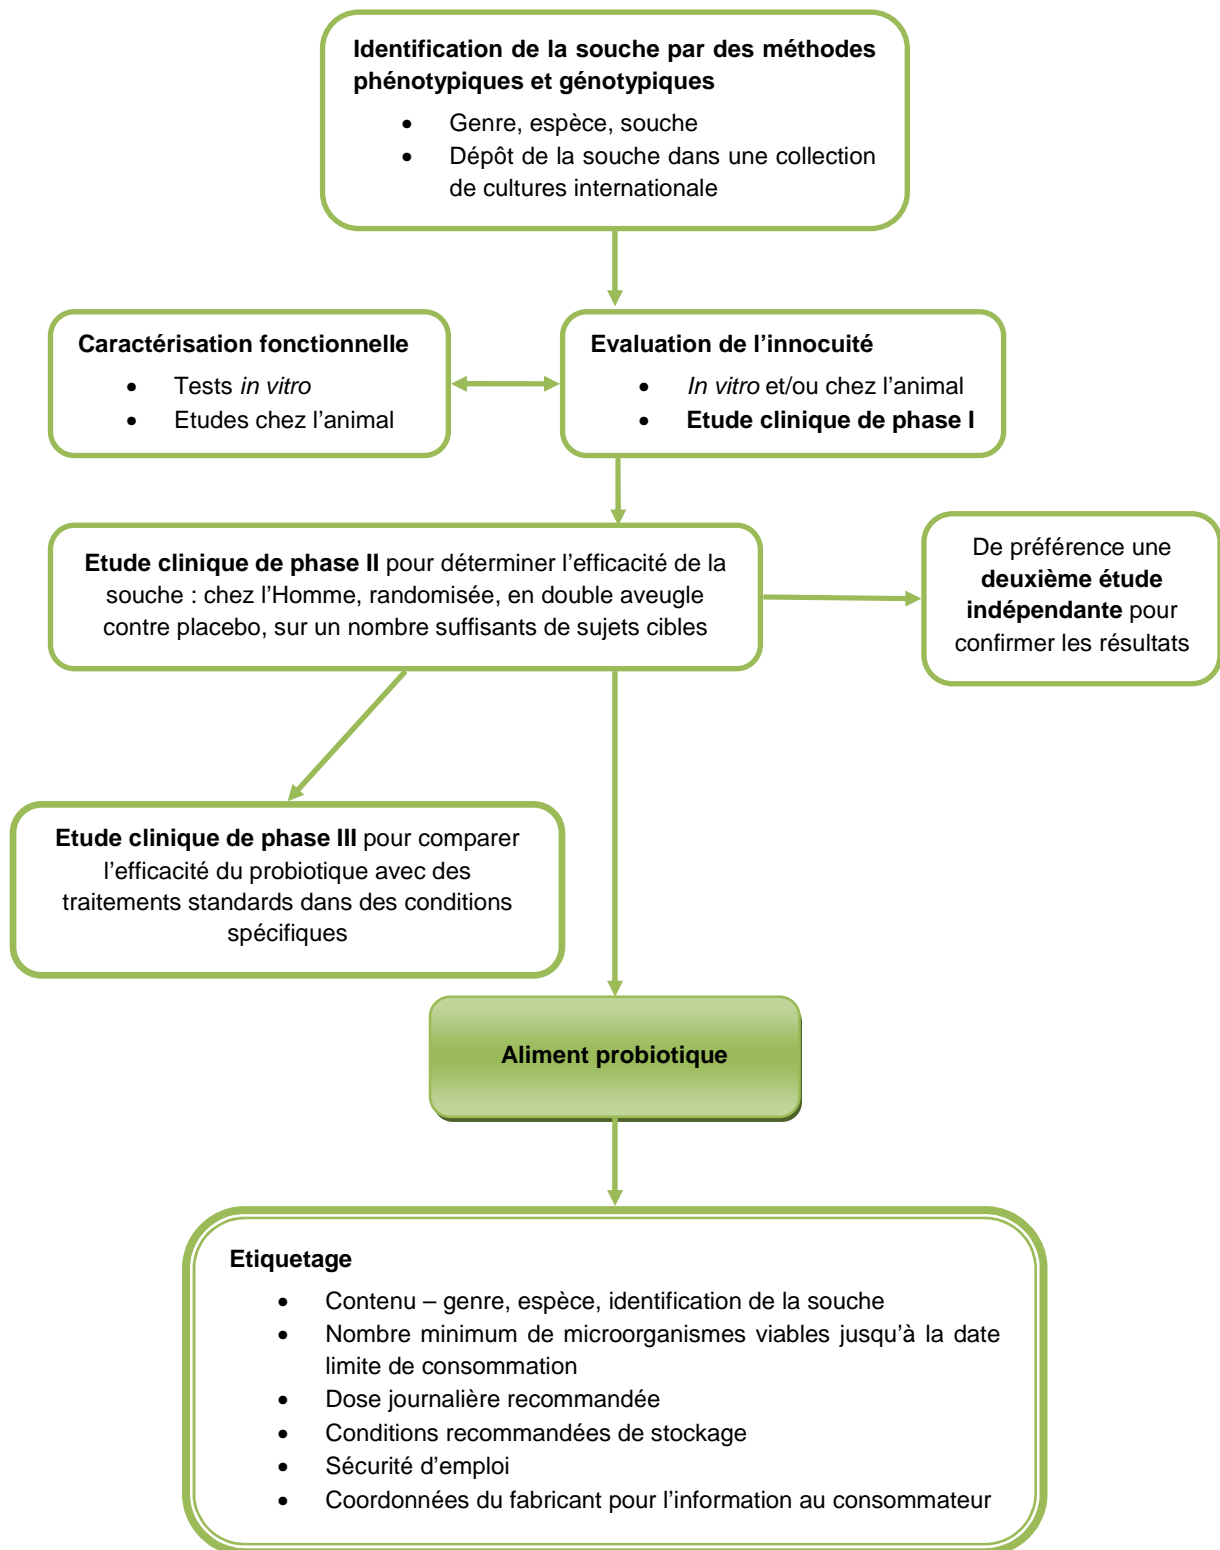 Identification de la souche par des méthodes
phénotypiques et génotypiques
• Genre, espèce, souche
• Dépôt de la souche dans une collection
de cultures internationale
Caractérisation fonctionnelle
• Tests in vitro
• Etudes chez l’animal
Evaluation de l’innocuité
• In vitro et/ou chez l’animal
• Etude clinique de phase I
Etude clinique de phase II pour déterminer l’efficacité de la
souche : chez l’Homme, randomisée, en double aveugle
contre placebo, sur un nombre suffisants de sujets cibles
De préférence une
deuxième étude
indépendante pour
confirmer les résultats
Etude clinique de phase III pour comparer
l’efficacité du probiotique avec des
traitements standards dans des conditions
spécifiques
Aliment probiotique
Etiquetage
• Contenu – genre, espèce, identification de la souche
• Nombre minimum de microorganismes viables jusqu’à la date
limite de consommation
• Dose journalière recommandée
• Conditions recommandées de stockage
• Sécurité d’emploi
• Coordonnées du fabricant pour l’information au consommateur